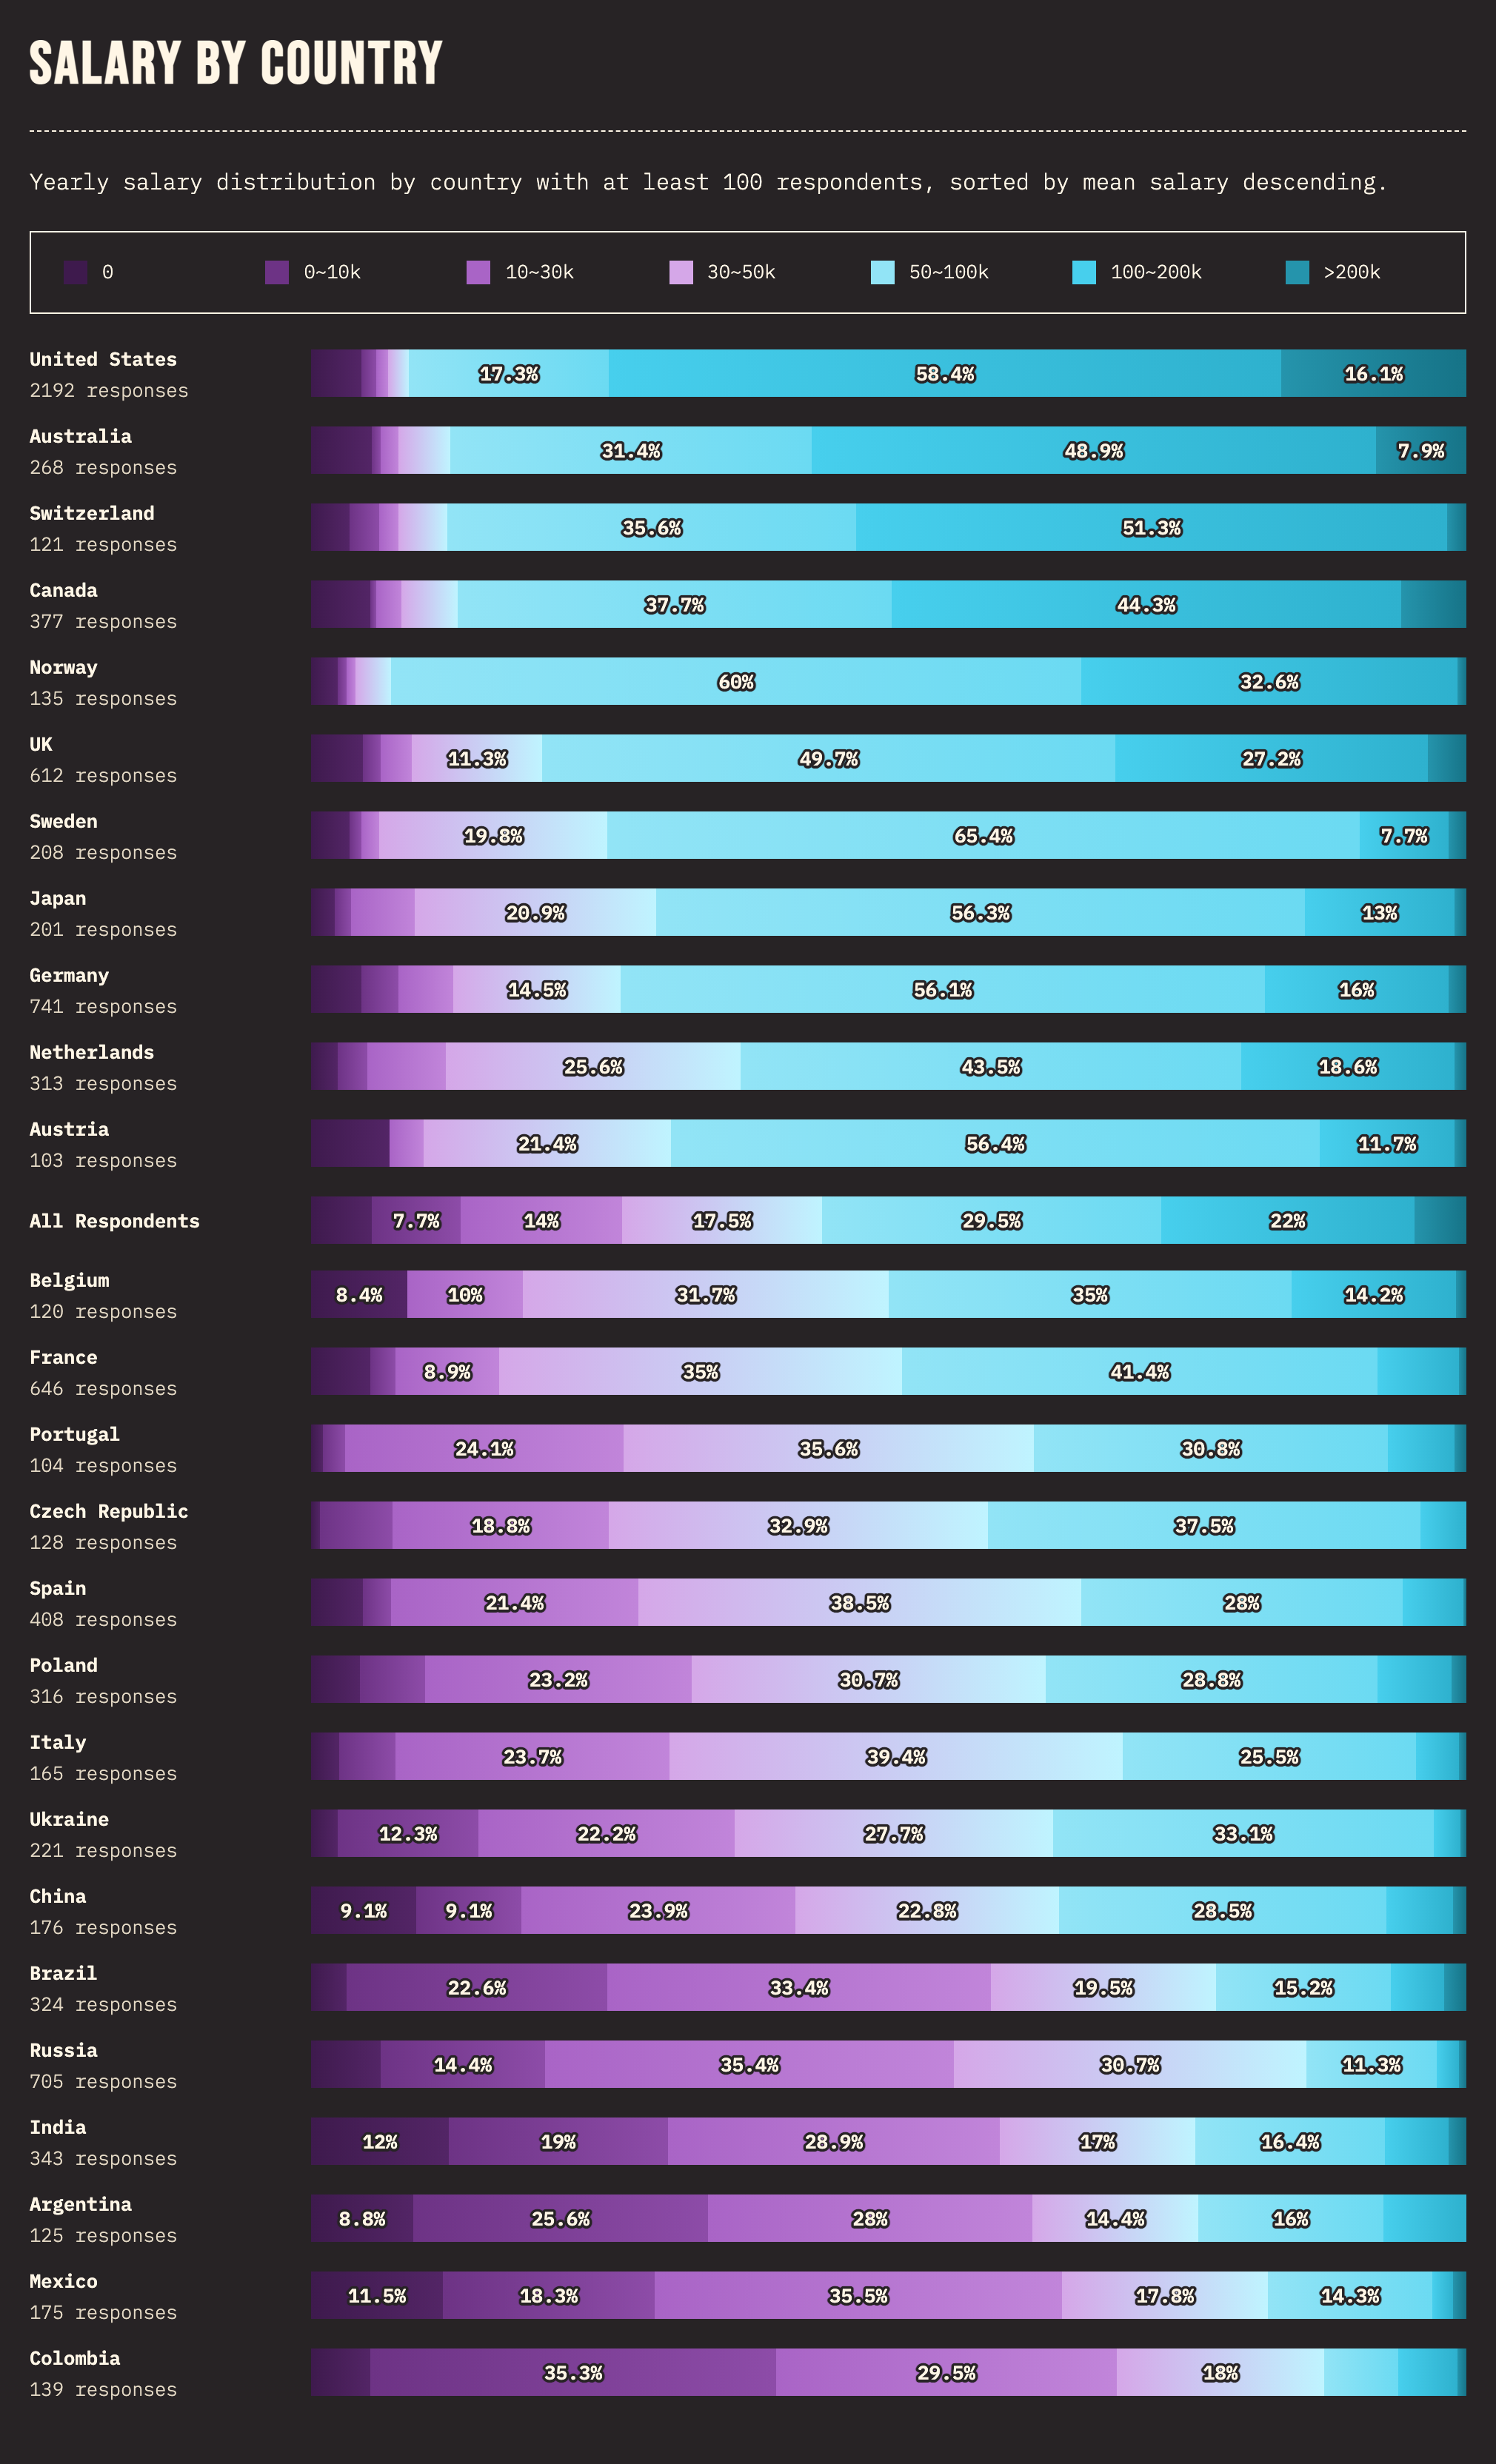 SALARY BY COUNTRY
Yearly salary distribution by country with at least 100 respondents, sorted by mean salary descending.
0 0~10k 10~30k 30~50k 50~100k 100~200k >200k
United States
17.3% 58.4% 16.1%
2192 responses
Australia
31.4% 48.9% 7.9%
268 responses
Switzerland
35.6% 51.3%
121 responses
Canada
37.7% 44.3%
377 responses
Norway
60% 32.6%
135 responses
UK
11.3% 49.7% 27.2%
612 responses
Sweden
19.8% 65.4% 7.7%
208 responses
Japan
20.9% 56.3% 13%
201 responses
Germany
14.5% 56.1% 16%
741 responses
Netherlands
25.6% 43.5% 18.6%
313 responses
Austria
21.4% 56.4% 11.7%
103 responses
All Respondents 7.7% 14% 17.5% 29.5% 22%
Belgium
8.4% 10% 31.7% 35% 14.2%
120 responses
France
8.9% 35% 41.4%
646 responses
Portugal
24.1% 35.6% 30.8%
104 responses
Czech Republic
18.8% 32.9% 37.5%
128 responses
Spain
21.4% 38.5% 28%
408 responses
Poland
23.2% 30.7% 28.8%
316 responses
Italy
23.7% 39.4% 25.5%
165 responses
Ukraine
12.3% 22.2% 27.7% 33.1%
221 responses
China
9.1% 9.1% 23.9% 22.8% 28.5%
176 responses
Brazil
22.6% 33.4% 19.5% 15.2%
324 responses
Russia
14.4% 35.4% 30.7% 11.3%
705 responses
India
12% 19% 28.9% 17% 16.4%
343 responses
Argentina
8.8% 25.6% 28% 14.4% 16%
125 responses
Mexico
11.5% 18.3% 35.5% 17.8% 14.3%
175 responses
Colombia
35.3% 29.5% 18%
139 responses